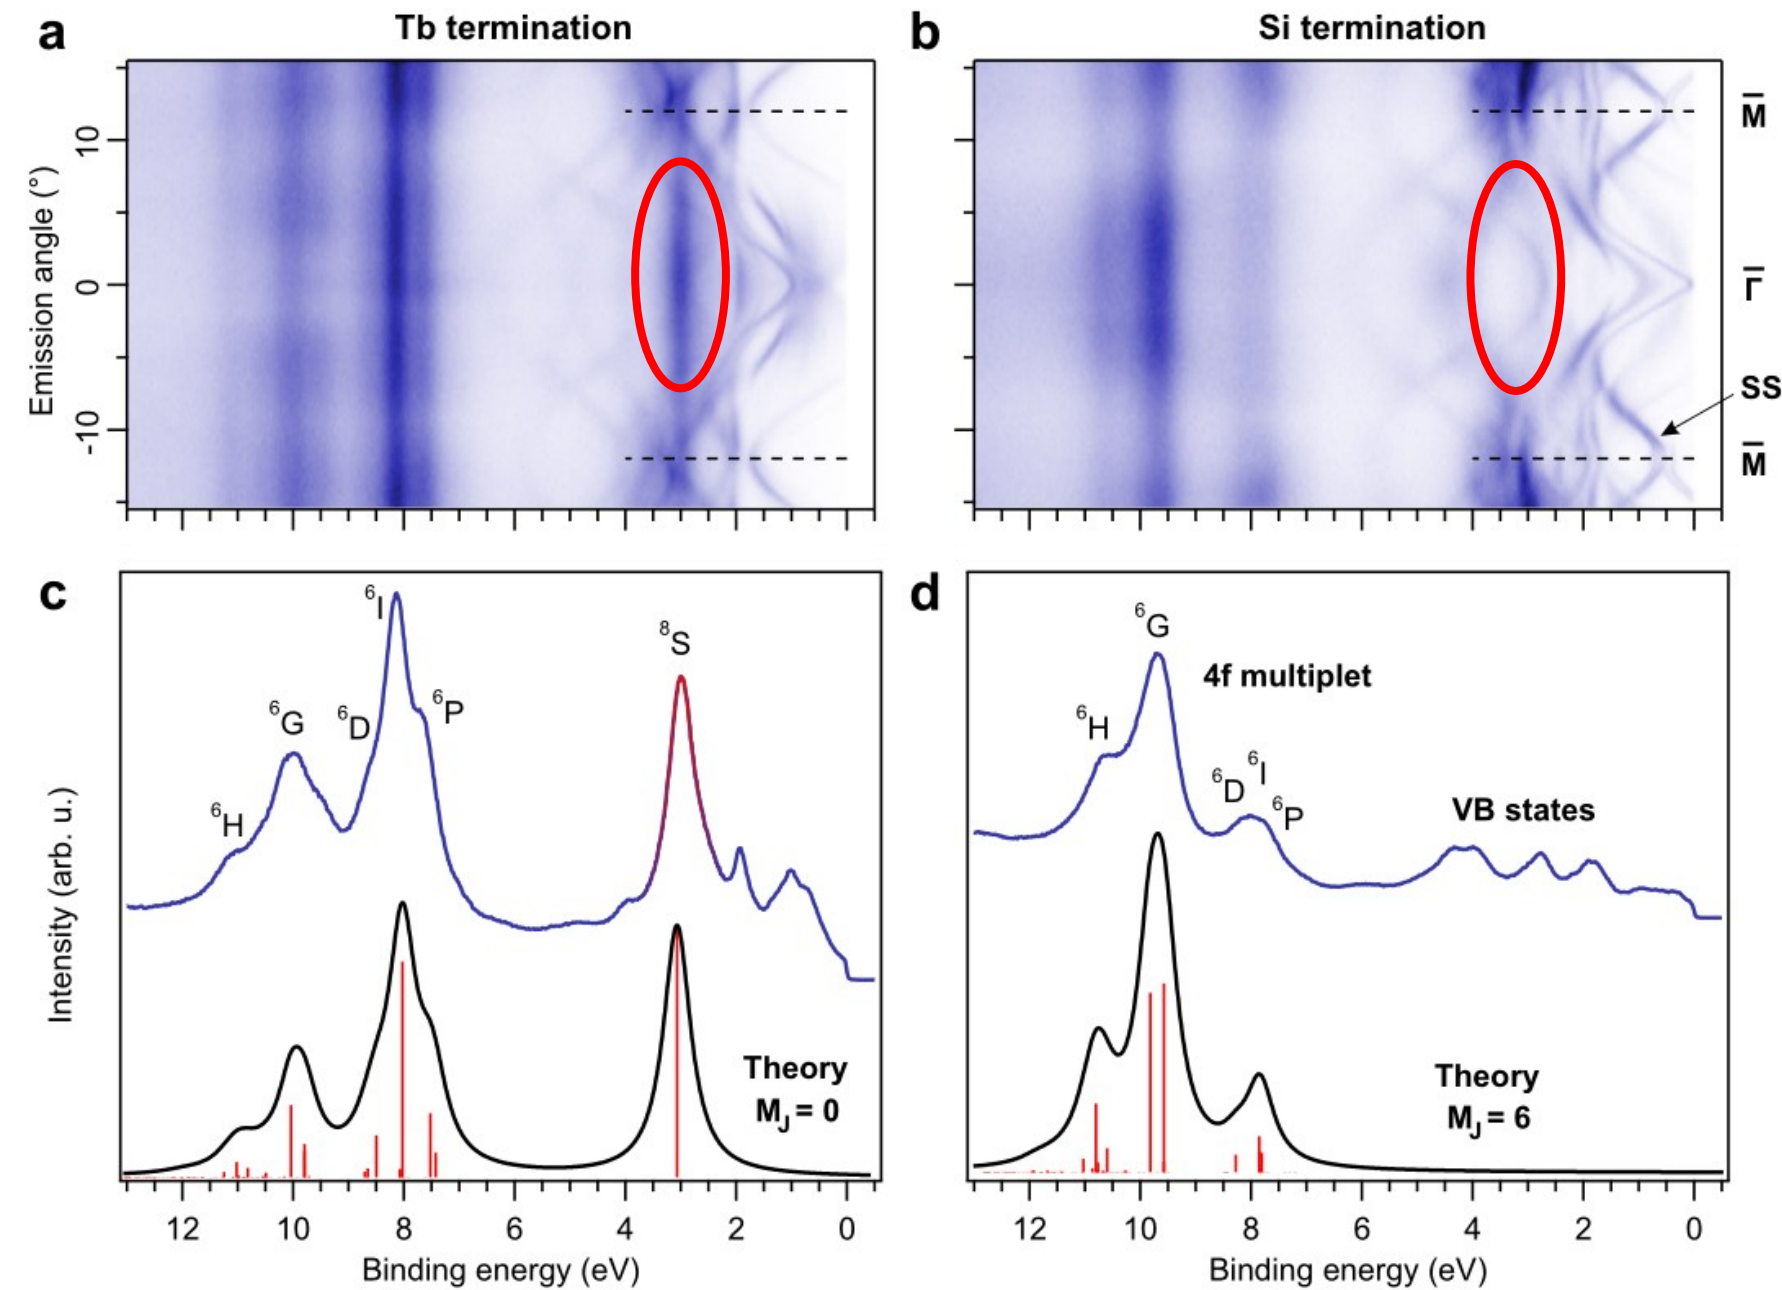 a
Tb termination
b
Si termination
Emission angle (°)
10
0
-10
M̅
Γ̅
SS
M̅
c
⁶H
⁶G
⁶D
⁶I
⁶P
⁸S
Theory
M_J = 0
d
⁶H
⁶G
4f multiplet
⁶D
⁶I
⁶P
VB states
Theory
M_J = 6
Intensity (arb. u.)
12 10 8 6 4 2 0
Binding energy (eV)
12 10 8 6 4 2 0
Binding energy (eV)